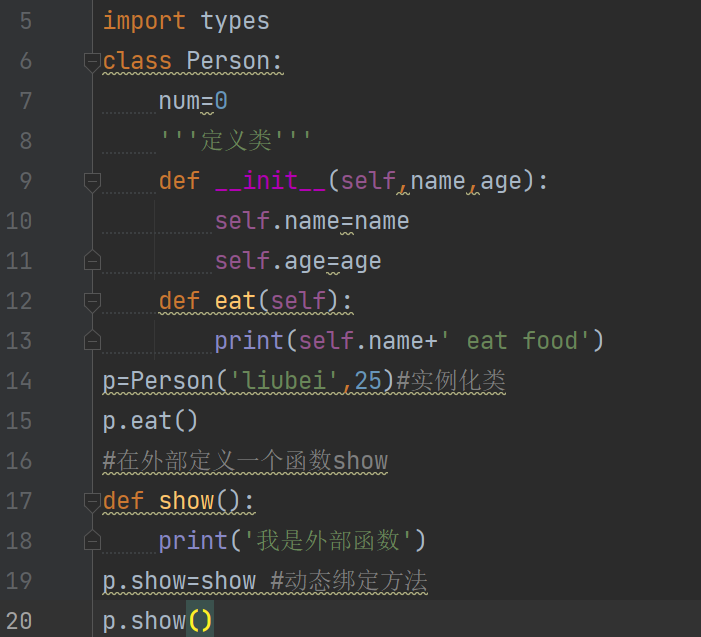 5 import types
6 class Person:
7     num=0
8     '''定义类'''
9     def __init__(self,name,age):
10         self.name=name
11         self.age=age
12     def eat(self):
13         print(self.name+' eat food')
14 p=Person('liubei',25)#实例化类
15 p.eat()
16 #在外部定义一个函数show
17 def show():
18     print('我是外部函数')
19 p.show=show #动态绑定方法
20 p.show()